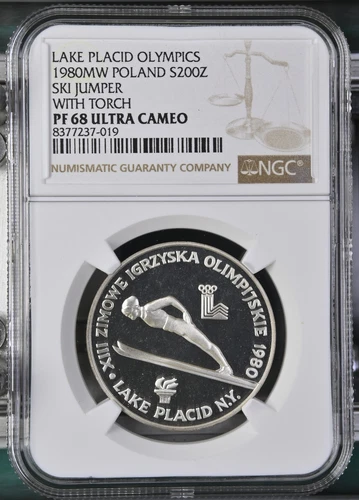 LAKE PLACID OLYMPICS
1980MW POLAND S200Z
SKI JUMPER
WITH TORCH
PF 68 ULTRA CAMEO
8377237-019
NUMISMATIC GUARANTY COMPANY
NGC®
XIII ZIMOWE IGRZYSKA OLIMPIJSKIE 1980
• LAKE PLACID N.Y. •